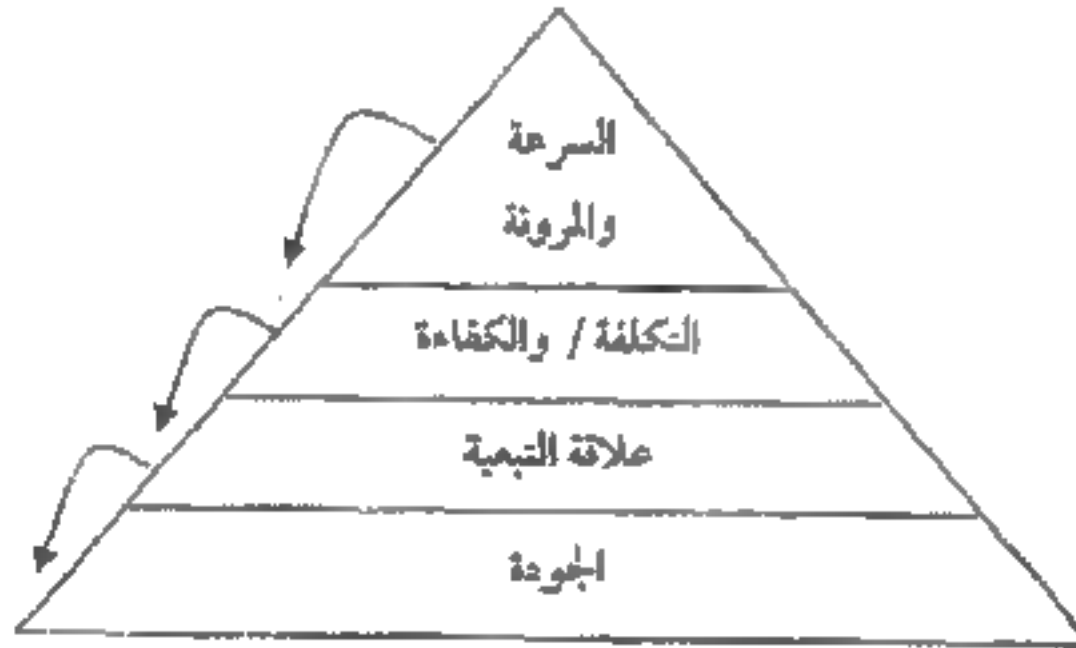 السرعة
والمرونة
التكلفة / والكفاءة
علاقة التبعية
الجودة